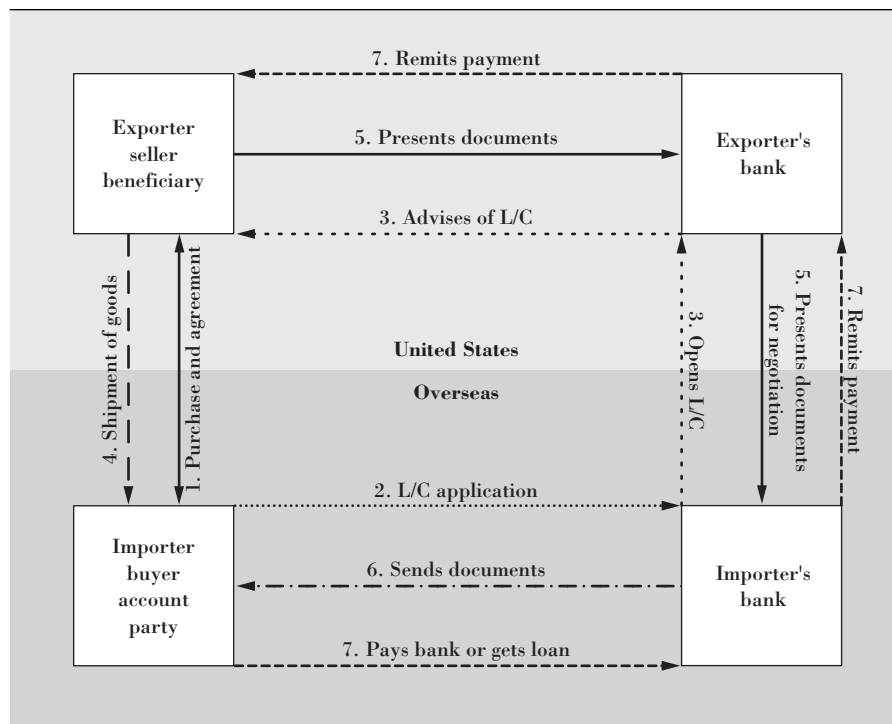 7. Remits payment
Exporter
seller
beneficiary
5. Presents documents
Exporter's
bank
3. Advises of L/C
4. Shipment of goods
1. Purchase and agreement
United States
Overseas
3. Opens L/C
5. Presents documents
for negotiation
7. Remits payment
2. L/C application
Importer
buyer
account
party
6. Sends documents
Importer's
bank
7. Pays bank or gets loan